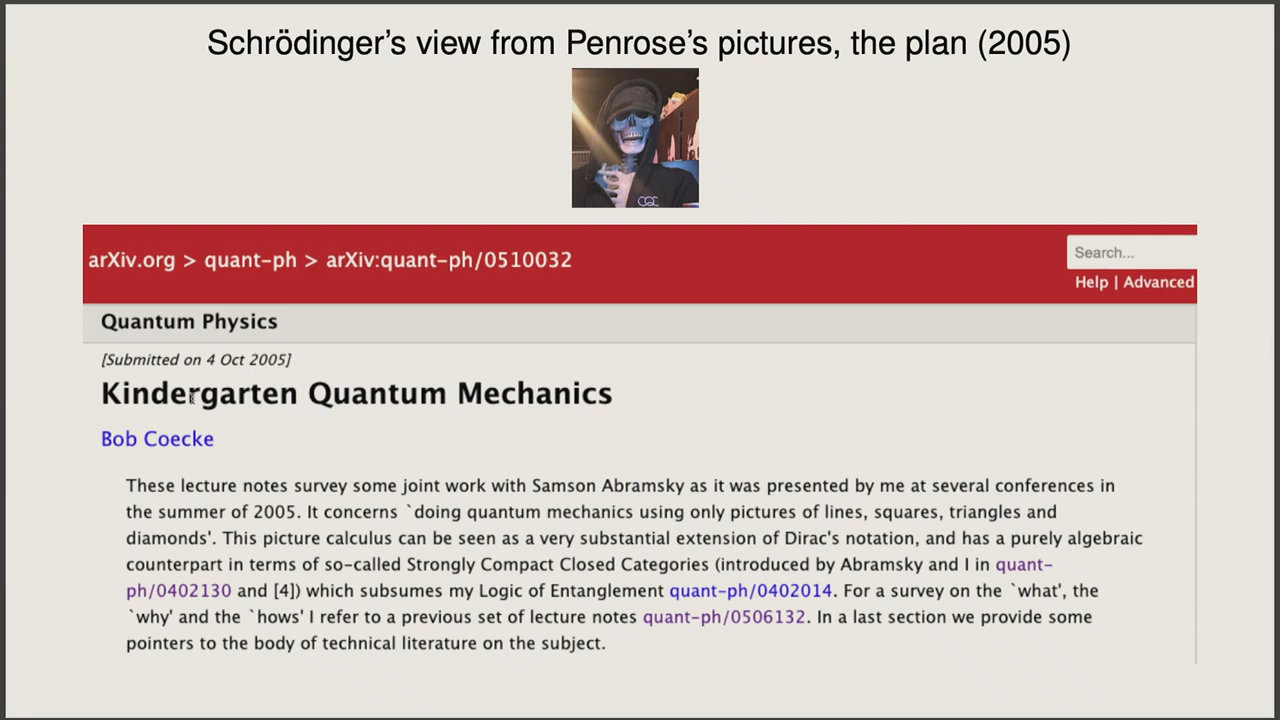 Schrödinger's view from Penrose's pictures, the plan (2005)
CQC
arXiv.org > quant-ph > arXiv:quant-ph/0510032
Search...
Help | Advanced
Quantum Physics
[Submitted on 4 Oct 2005]
Kindergarten Quantum Mechanics
Bob Coecke
These lecture notes survey some joint work with Samson Abramsky as it was presented by me at several conferences in
the summer of 2005. It concerns `doing quantum mechanics using only pictures of lines, squares, triangles and
diamonds'. This picture calculus can be seen as a very substantial extension of Dirac's notation, and has a purely algebraic
counterpart in terms of so-called Strongly Compact Closed Categories (introduced by Abramsky and I in quant-
ph/0402130 and [4]) which subsumes my Logic of Entanglement quant-ph/0402014. For a survey on the `what', the
`why' and the `hows' I refer to a previous set of lecture notes quant-ph/0506132. In a last section we provide some
pointers to the body of technical literature on the subject.